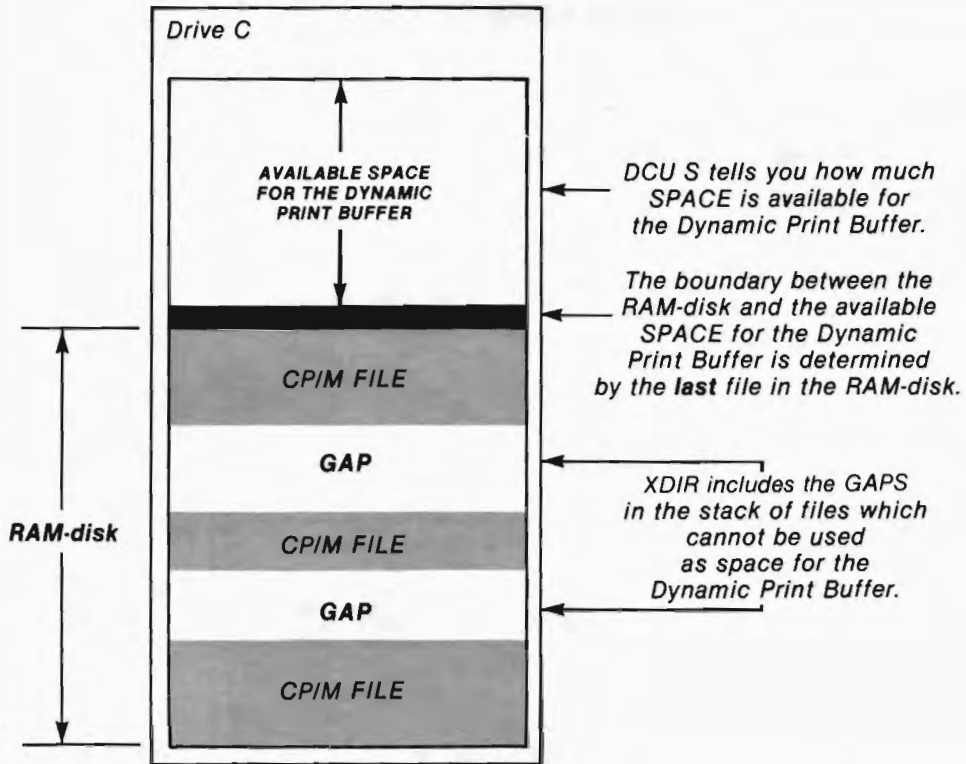 Drive C
AVAILABLE SPACE
FOR THE DYNAMIC
PRINT BUFFER
DCU S tells you how much
SPACE is available for
the Dynamic Print Buffer.
The boundary between the
RAM-disk and the available
SPACE for the Dynamic
Print Buffer is determined
by the last file in the RAM-disk.
CP/M FILE
GAP
XDIR includes the GAPS
in the stack of files which
cannot be used
as space for the
Dynamic Print Buffer.
RAM-disk
CP/M FILE
GAP
CP/M FILE